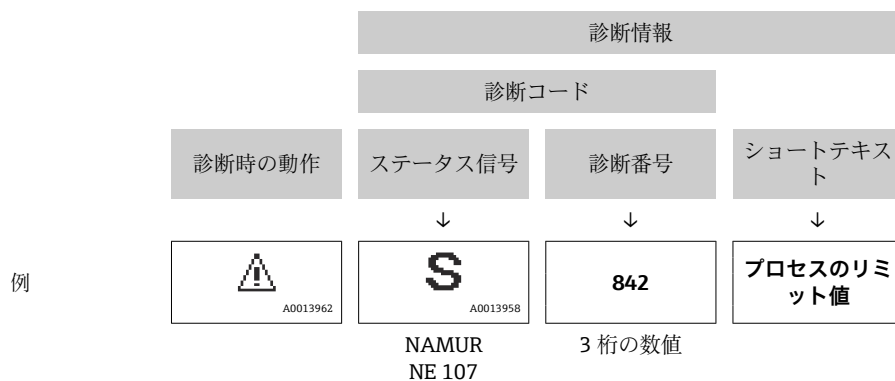 診断情報
診断コード
診断時の動作
ステータス信号
診断番号
ショートテキス
ト
↓
↓
↓
例
A0013962
S
A0013958
842
プロセスのリミ
ット値
NAMUR
NE 107
3 桁の数値